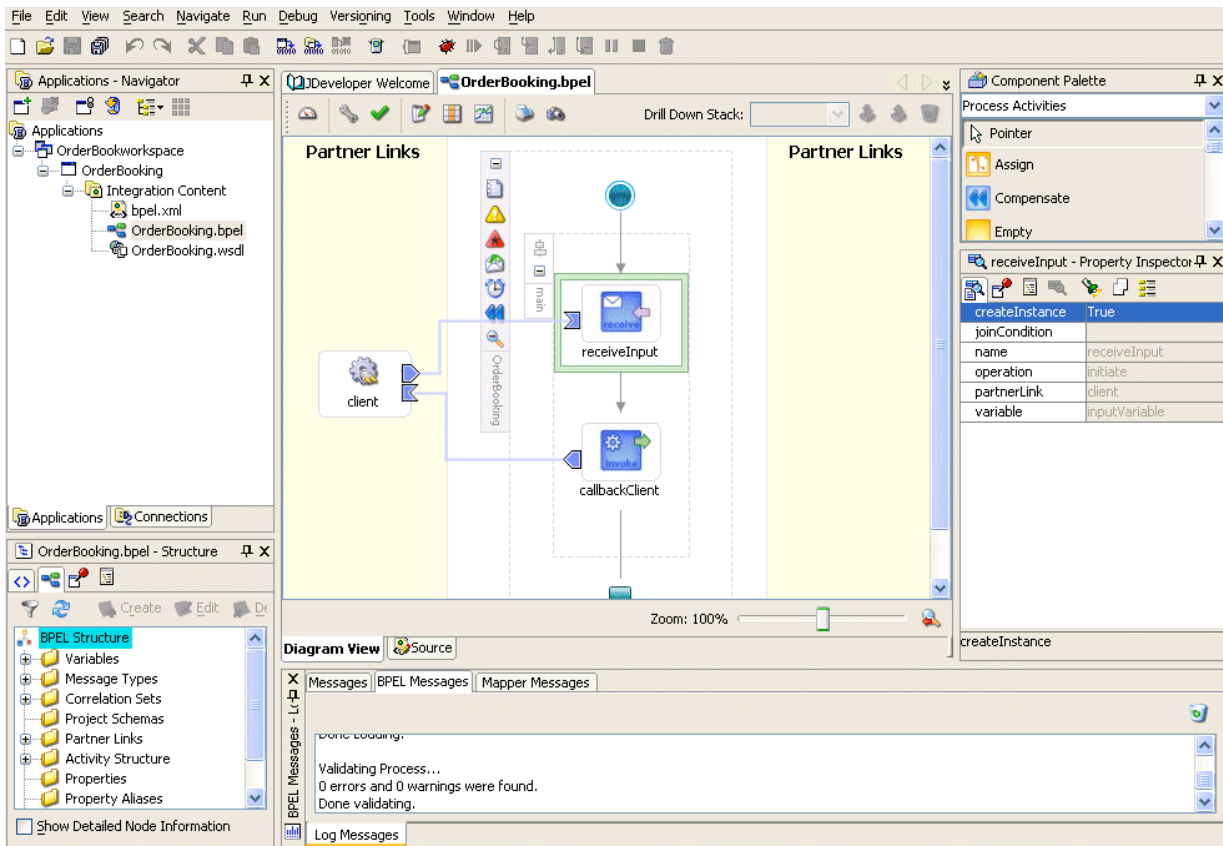 File Edit View Search Navigate Run Debug Versioning Tools Window Help
Applications - Navigator
Applications
OrderBookworkspace
OrderBooking
Integration Content
bpel.xml
OrderBooking.bpel
OrderBooking.wsdl
Applications Connections
OrderBooking.bpel - Structure
Create Edit De
BPEL Structure
Variables
Message Types
Correlation Sets
Project Schemas
Partner Links
Activity Structure
Properties
Property Aliases
Show Detailed Node Information
JDeveloper Welcome OrderBooking.bpel
Drill Down Stack:
Partner Links
Partner Links
OrderBooking
main
receive
receiveInput
client
invoke
callbackClient
Zoom: 100%
Diagram View Source
Component Palette
Process Activities
Pointer
Assign
Compensate
Empty
receiveInput - Property Inspector
createInstance True
joinCondition
name receiveInput
operation initiate
partnerLink client
variable inputVariable
createInstance
Messages BPEL Messages Mapper Messages
BPEL Messages - Lo
Done Loading.
Validating Process...
0 errors and 0 warnings were found.
Done validating.
Log Messages